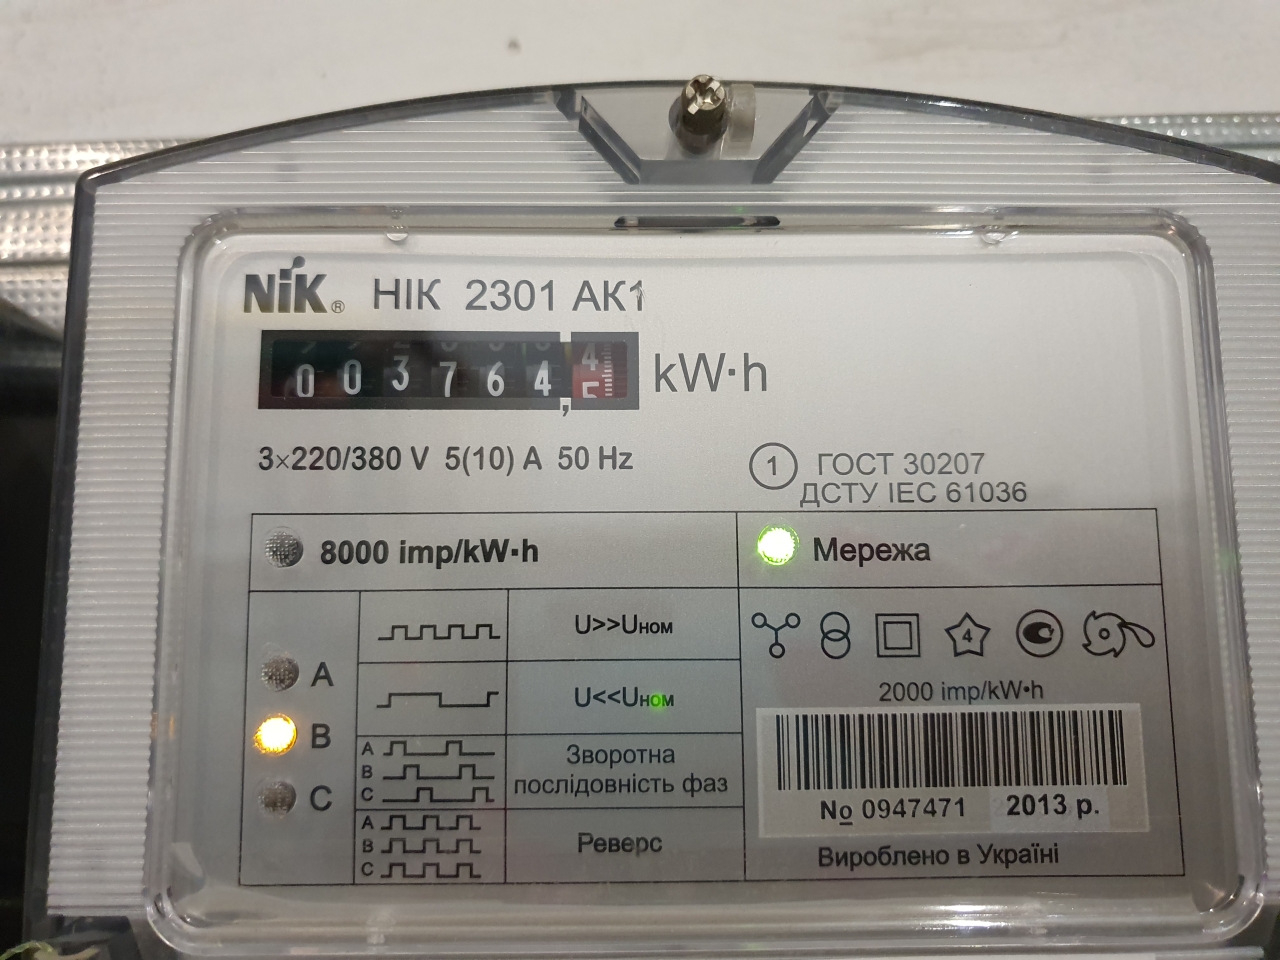 NiK® НІК 2301 АК1
003764, 4 5 kW·h
3×220/380 V 5(10) A 50 Hz
1 ГОСТ 30207
ДСТУ IEC 61036
8000 imp/kW·h
Мережа
U>>Uном
A
U<<Uном
B
A
B
C
Зворотна
послідовність фаз
C
A
B
C
Реверс
4
2000 imp/kW·h
№ 0947471 2013 р.
Вироблено в Україні